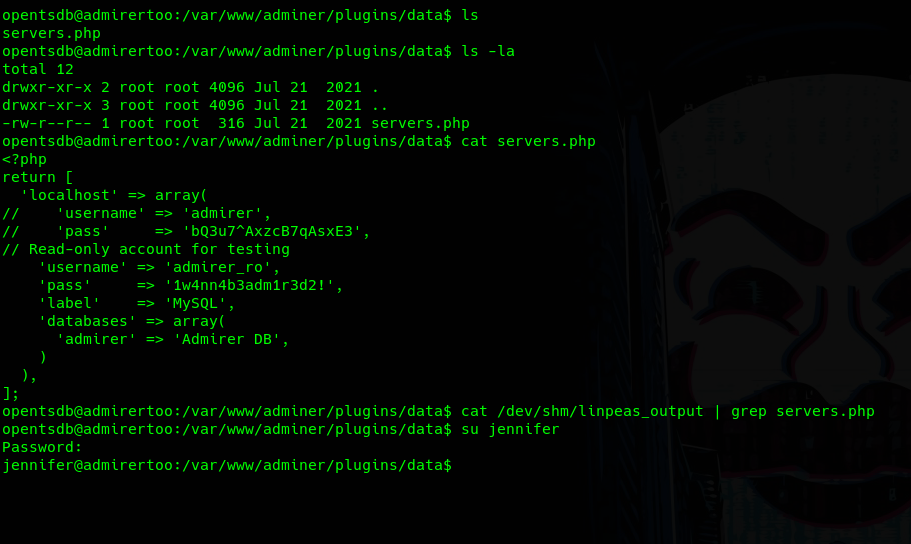 opentsdb@admirertoo:/var/www/adminer/plugins/data$ ls
servers.php
opentsdb@admirertoo:/var/www/adminer/plugins/data$ ls -la
total 12
drwxr-xr-x 2 root root 4096 Jul 21  2021 .
drwxr-xr-x 3 root root 4096 Jul 21  2021 ..
-rw-r--r-- 1 root root  316 Jul 21  2021 servers.php
opentsdb@admirertoo:/var/www/adminer/plugins/data$ cat servers.php
<?php
return [
  'localhost' => array(
//    'username' => 'admirer',
//    'pass'     => 'bQ3u7^AxzcB7qAsxE3',
// Read-only account for testing
    'username' => 'admirer_ro',
    'pass'     => '1w4nn4b3adm1r3d2!',
    'label'    => 'MySQL',
    'databases' => array(
      'admirer' => 'Admirer DB',
    )
  ),
];
opentsdb@admirertoo:/var/www/adminer/plugins/data$ cat /dev/shm/linpeas_output | grep servers.php
opentsdb@admirertoo:/var/www/adminer/plugins/data$ su jennifer
Password:
jennifer@admirertoo:/var/www/adminer/plugins/data$